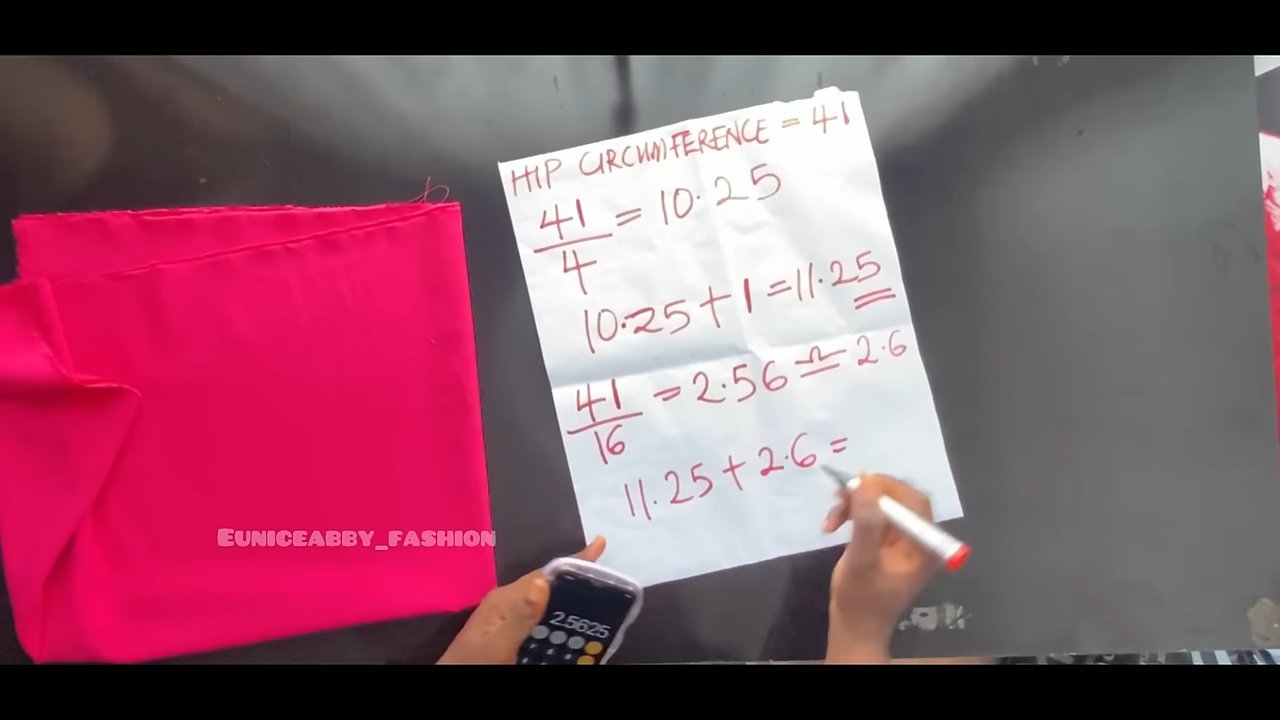 HIP CIRCUMFERENCE = 41
41/4 = 10.25
10.25 + 1 = 11.25
41/16 = 2.56 ≏ 2.6
11.25 + 2.6 =
EUNICEABBY_FASHION
2.5625